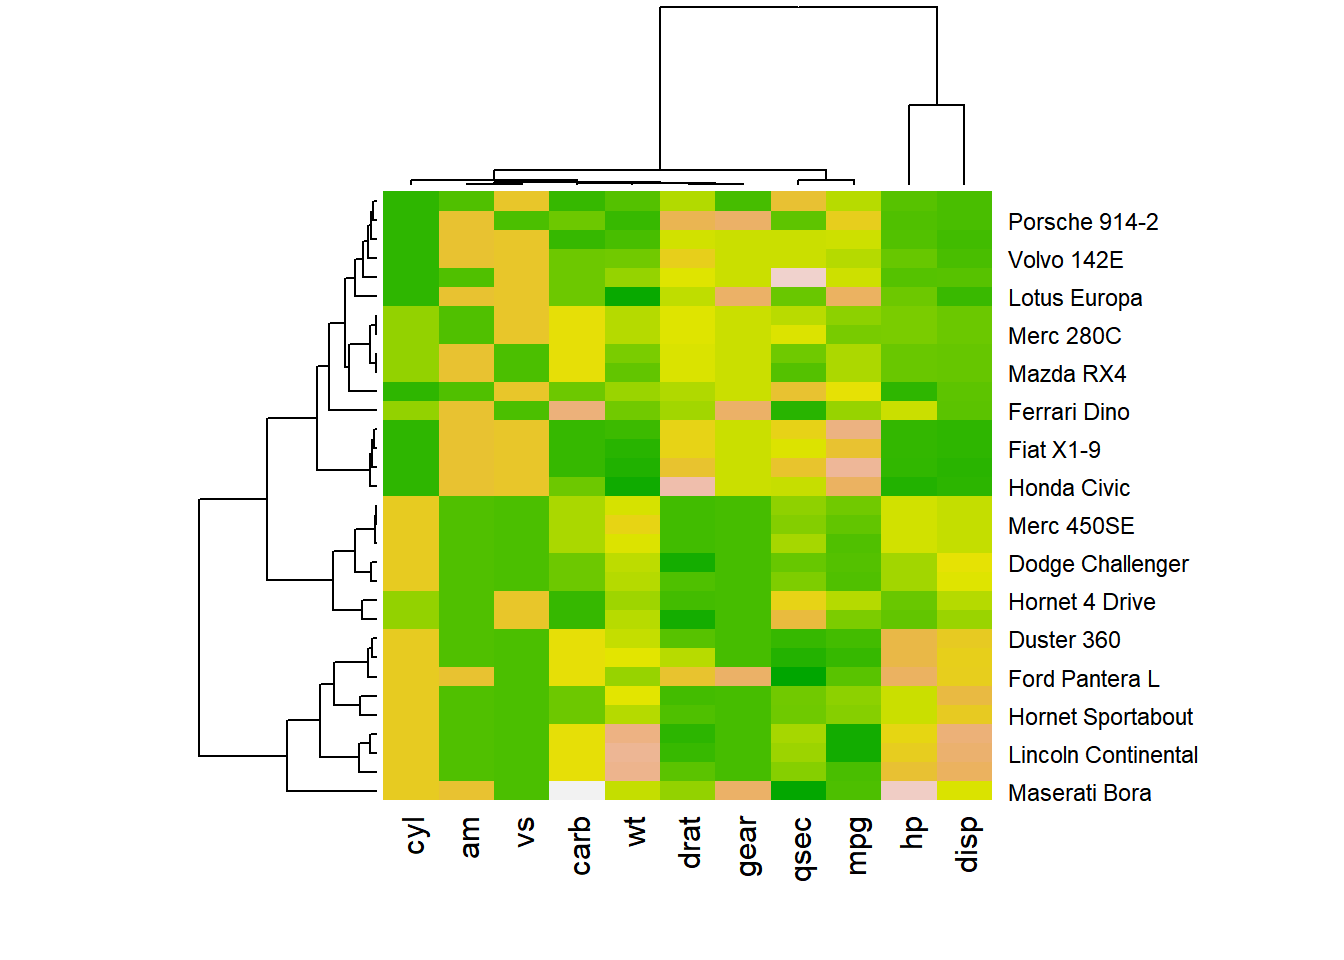 Porsche 914-2
Volvo 142E
Lotus Europa
Merc 280C
Mazda RX4
Ferrari Dino
Fiat X1-9
Honda Civic
Merc 450SE
Dodge Challenger
Hornet 4 Drive
Duster 360
Ford Pantera L
Hornet Sportabout
Lincoln Continental
Maserati Bora
cyl
am
vs
carb
wt
drat
gear
qsec
mpg
hp
disp